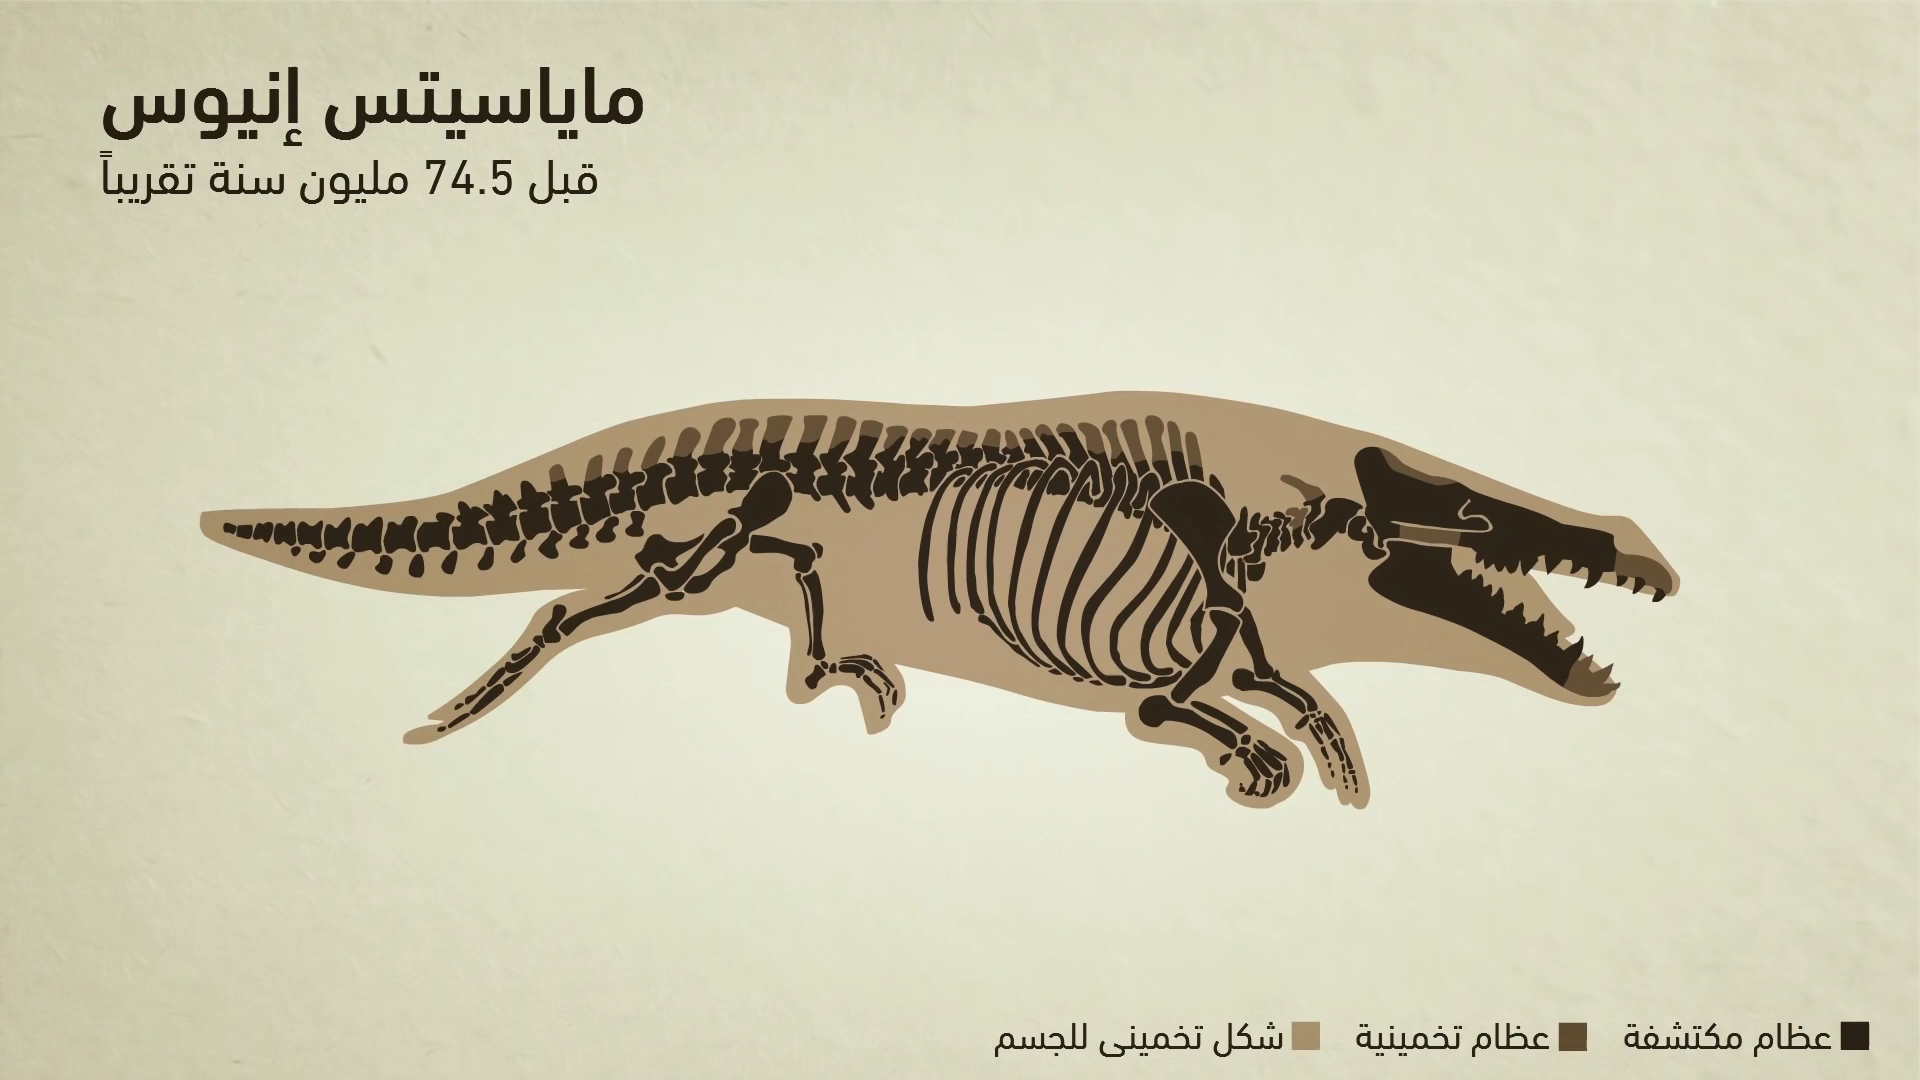 ماياسيتس إنيوس
قبل 74.5 مليون سنة تقريباً
عظام مكتشفة
عظام تخمينية
شكل تخمينى للجسم